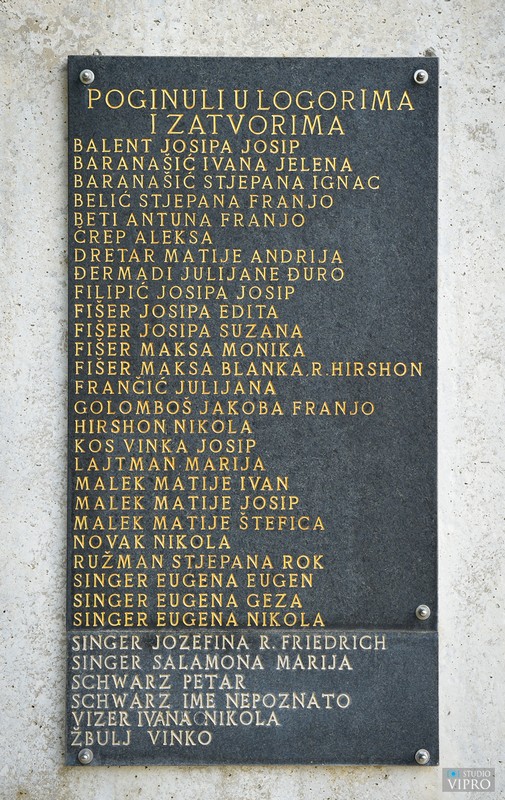 POGINULI U LOGORIMA
I ZATVORIMA
BALENT JOSIPA JOSIP
BARANAŠIĆ IVANA JELENA
BARANAŠIĆ STJEPANA IGNAC
BELIĆ STJEPANA FRANJO
BETI ANTUNA FRANJO
ČREP ALEKSA
DRETAR MATIJE ANDRIJA
ĐERMADI JULIJANE ĐURO
FILIPIĆ JOSIPA JOSIP
FIŠER JOSIPA EDITA
FIŠER JOSIPA SUZANA
FIŠER MAKSA MONIKA
FIŠER MAKSA BLANKA.R.HIRSHON
FRANČIĆ JULIJANA
GOLOMBOŠ JAKOBA FRANJO
HIRSHON NIKOLA
KOS VINKA JOSIP
LAJTMAN MARIJA
MALEK MATIJE IVAN
MALEK MATIJE JOSIP
MALEK MATIJE ŠTEFICA
NOVAK NIKOLA
RUŽMAN STJEPANA ROK
SINGER EUGENA EUGEN
SINGER EUGENA GEZA
SINGER EUGENA NIKOLA
SINGER JOZEFINA R. FRIEDRICH
SINGER SALAMONA MARIJA
SCHWARZ PETAR
SCHWARZ IME NEPOZNATO
VIZER IVANA NIKOLA
ŽBULJ VINKO
STUDIO
VIPRO